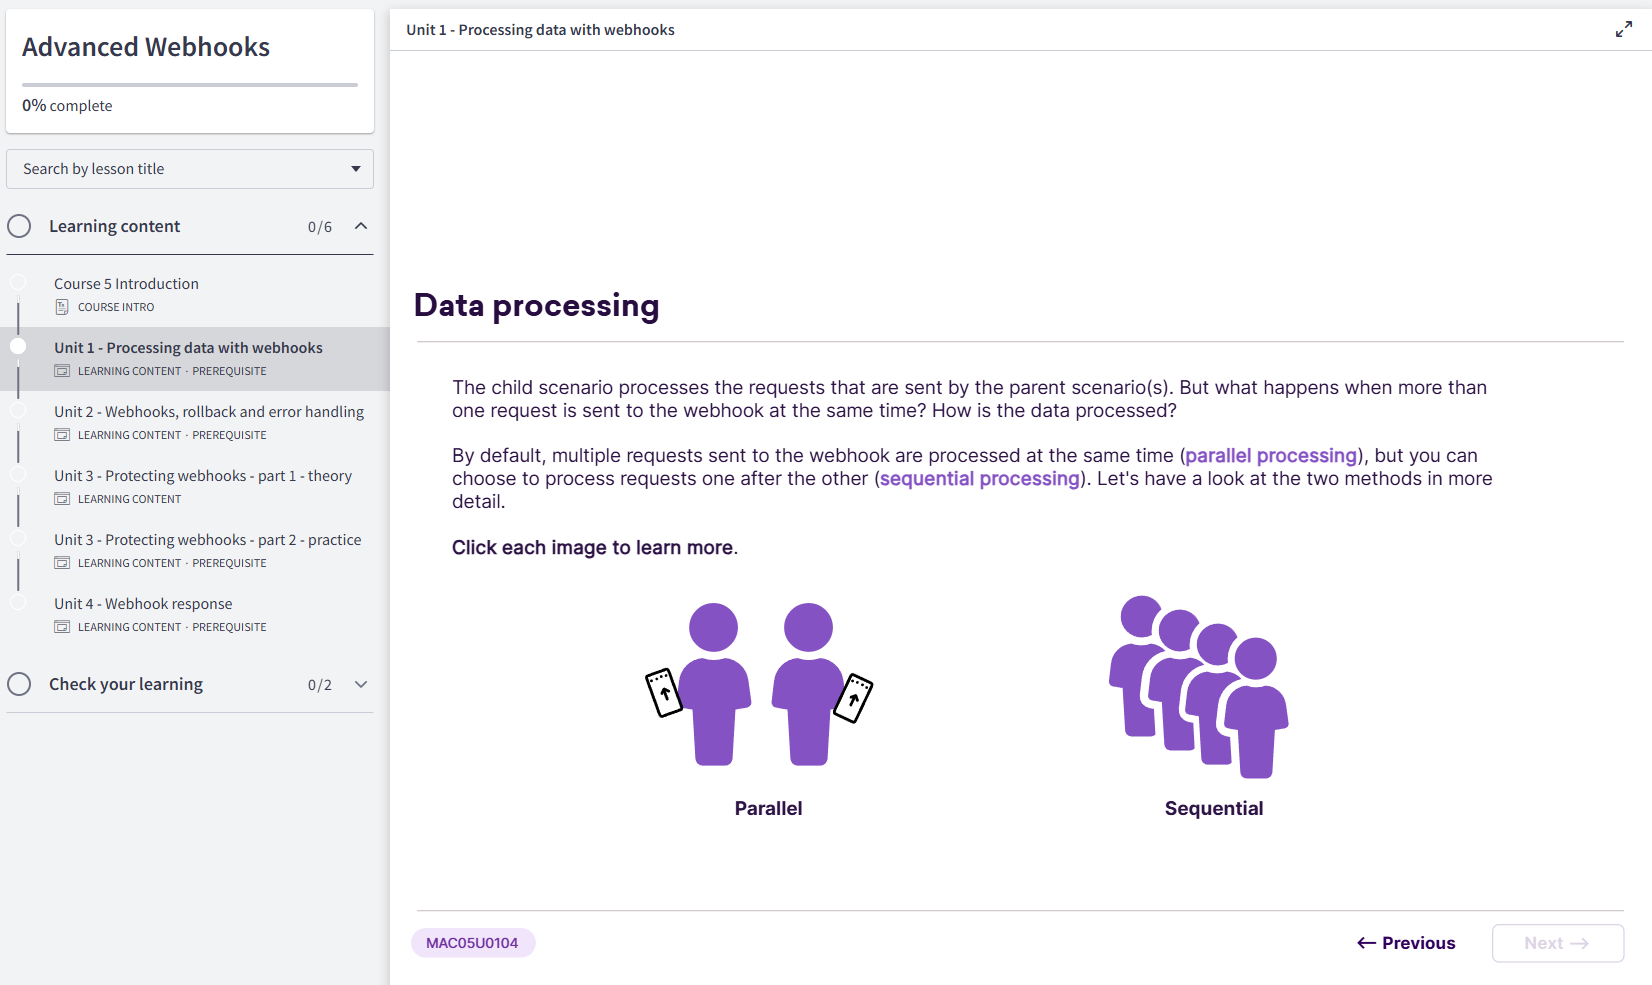 Advanced Webhooks
0% complete
Search by lesson title
Learning content 0/6
Course 5 Introduction
COURSE INTRO
Unit 1 - Processing data with webhooks
LEARNING CONTENT · PREREQUISITE
Unit 2 - Webhooks, rollback and error handling
LEARNING CONTENT · PREREQUISITE
Unit 3 - Protecting webhooks - part 1 - theory
LEARNING CONTENT
Unit 3 - Protecting webhooks - part 2 - practice
LEARNING CONTENT · PREREQUISITE
Unit 4 - Webhook response
LEARNING CONTENT · PREREQUISITE
Check your learning 0/2
Unit 1 - Processing data with webhooks
Data processing
The child scenario processes the requests that are sent by the parent scenario(s). But what happens when more than
one request is sent to the webhook at the same time? How is the data processed?
By default, multiple requests sent to the webhook are processed at the same time (parallel processing), but you can
choose to process requests one after the other (sequential processing). Let's have a look at the two methods in more
detail.
Click each image to learn more.
Parallel
Sequential
MAC05U0104
← Previous
Next →